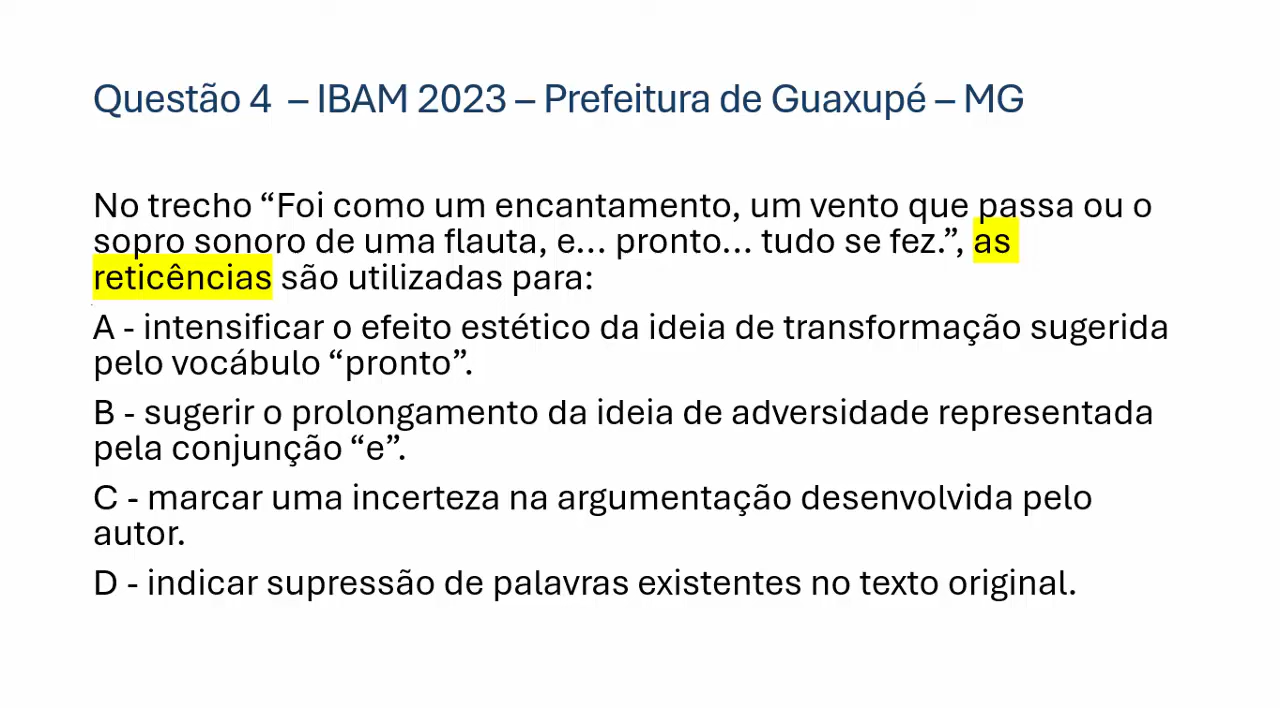 Questão 4 – IBAM 2023 – Prefeitura de Guaxupé – MG
No trecho “Foi como um encantamento, um vento que passa ou o
sopro sonoro de uma flauta, e... pronto... tudo se fez.”, as
reticências são utilizadas para:
A - intensificar o efeito estético da ideia de transformação sugerida
pelo vocábulo “pronto”.
B - sugerir o prolongamento da ideia de adversidade representada
pela conjunção “e”.
C - marcar uma incerteza na argumentação desenvolvida pelo
autor.
D - indicar supressão de palavras existentes no texto original.